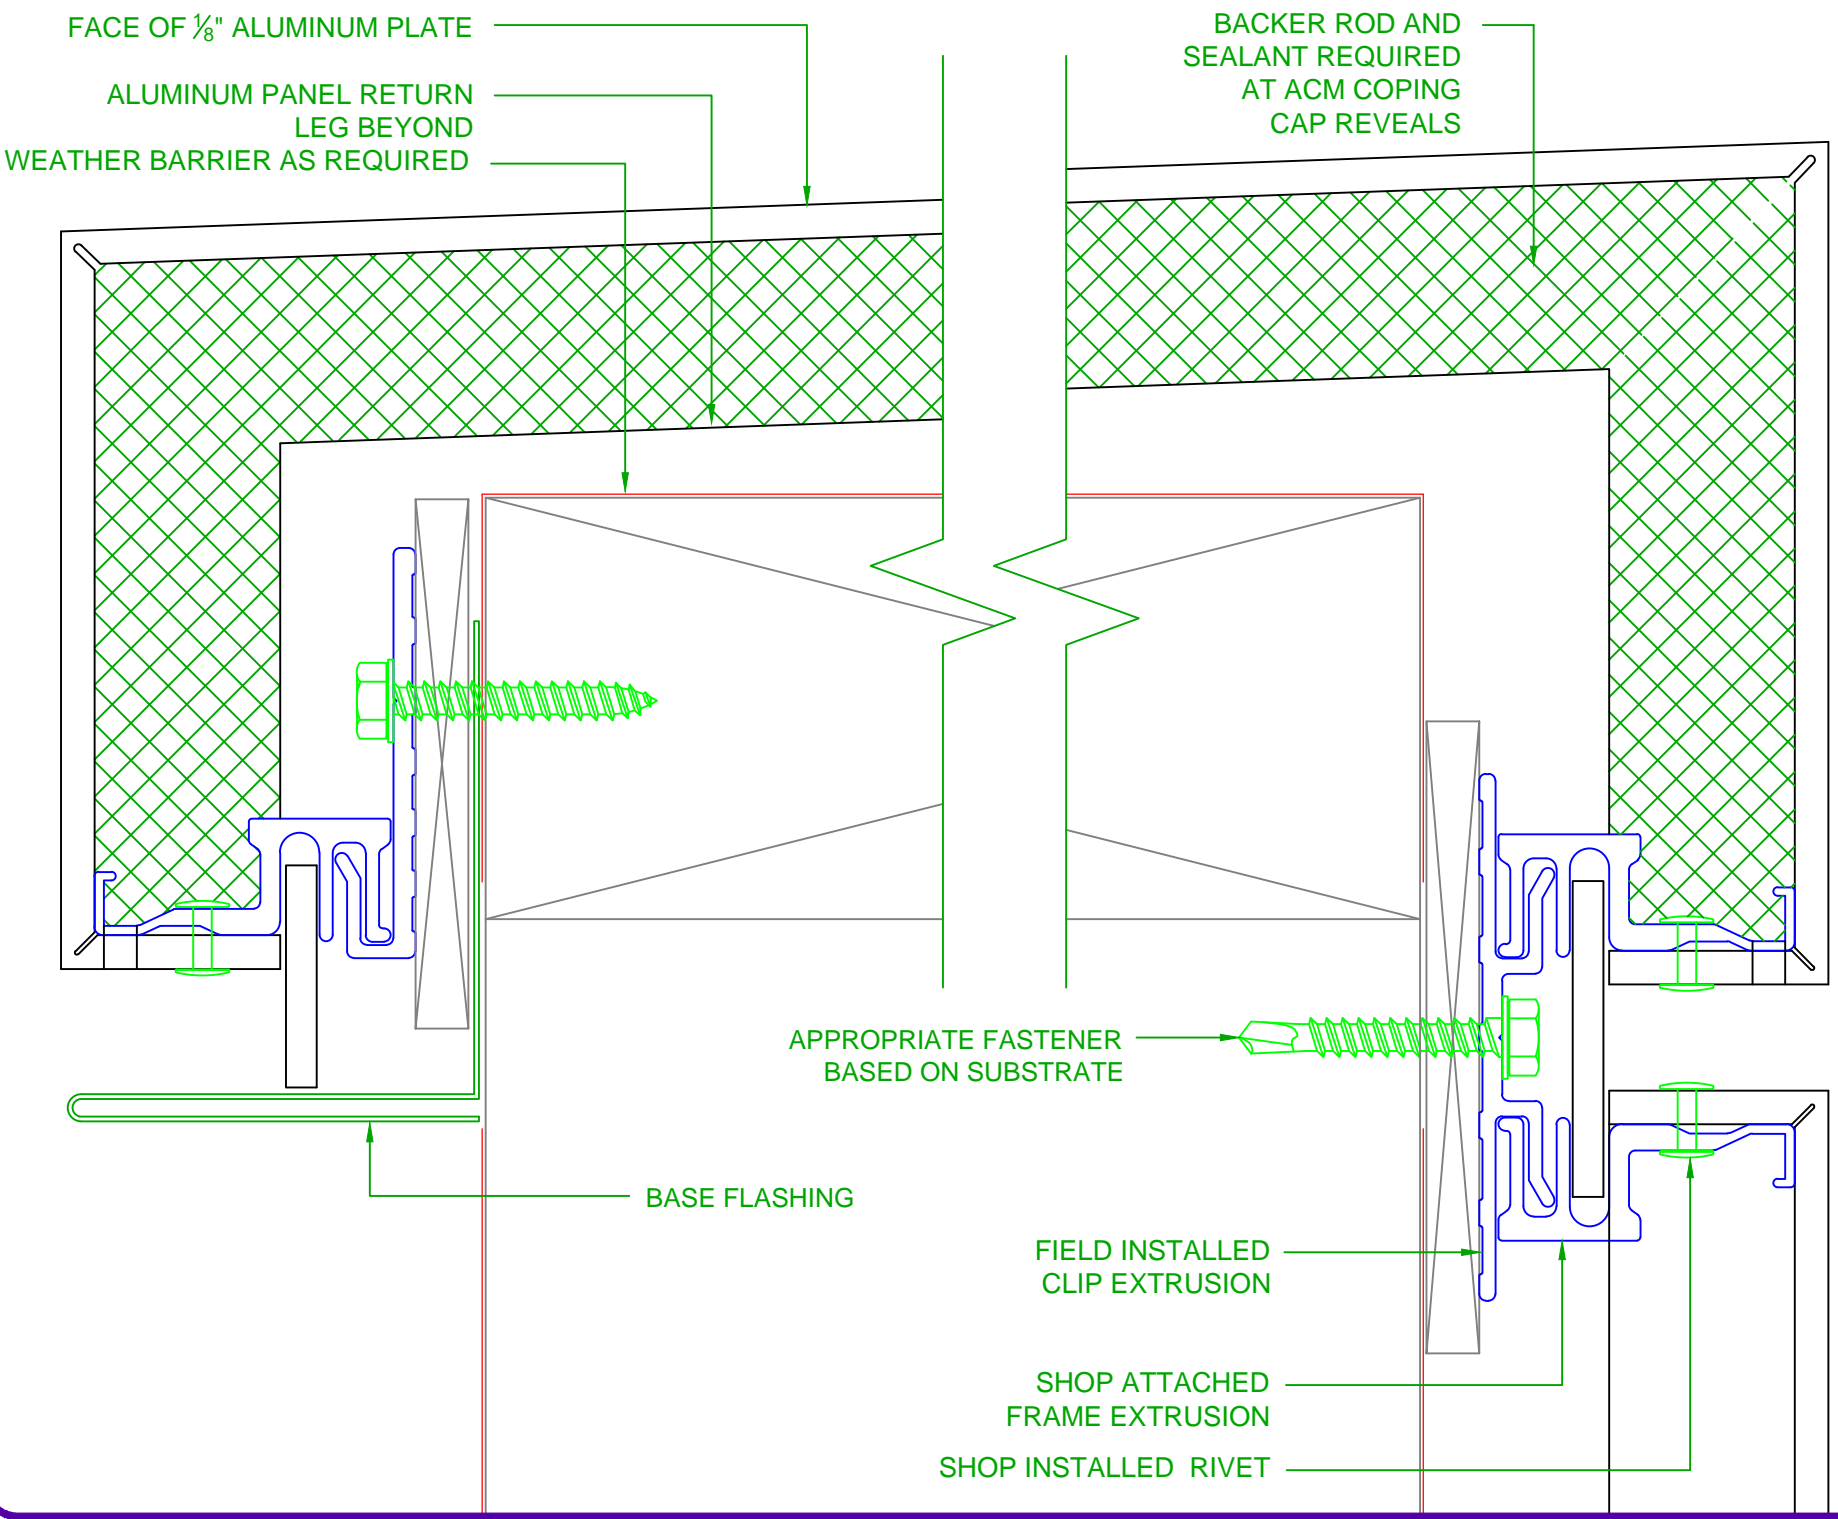 FACE OF ⅛" ALUMINUM PLATE
ALUMINUM PANEL RETURN
LEG BEYOND
WEATHER BARRIER AS REQUIRED
BACKER ROD AND
SEALANT REQUIRED
AT ACM COPING
CAP REVEALS
APPROPRIATE FASTENER
BASED ON SUBSTRATE
BASE FLASHING
FIELD INSTALLED
CLIP EXTRUSION
SHOP ATTACHED
FRAME EXTRUSION
SHOP INSTALLED RIVET